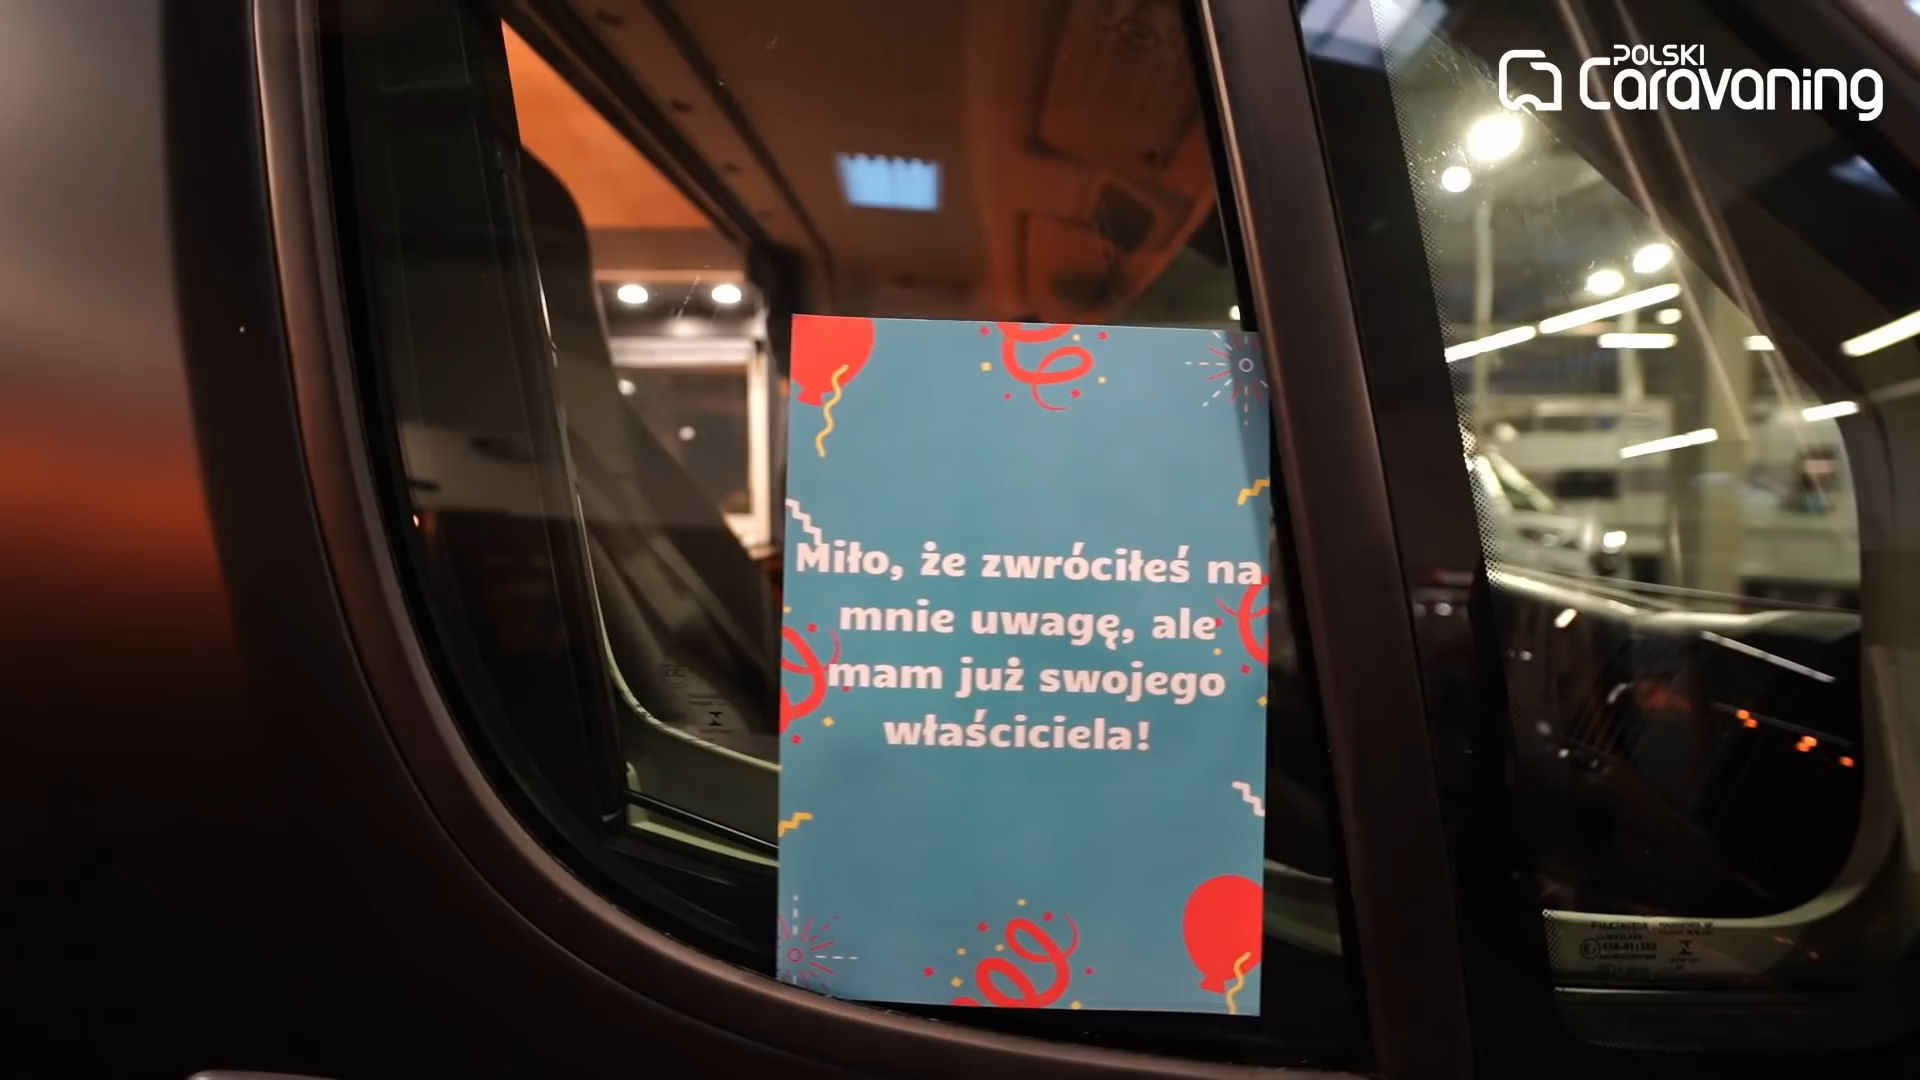 POLSKI
Caravaning
Miło, że zwróciłeś na
mnie uwagę, ale
mam już swojego
właściciela!